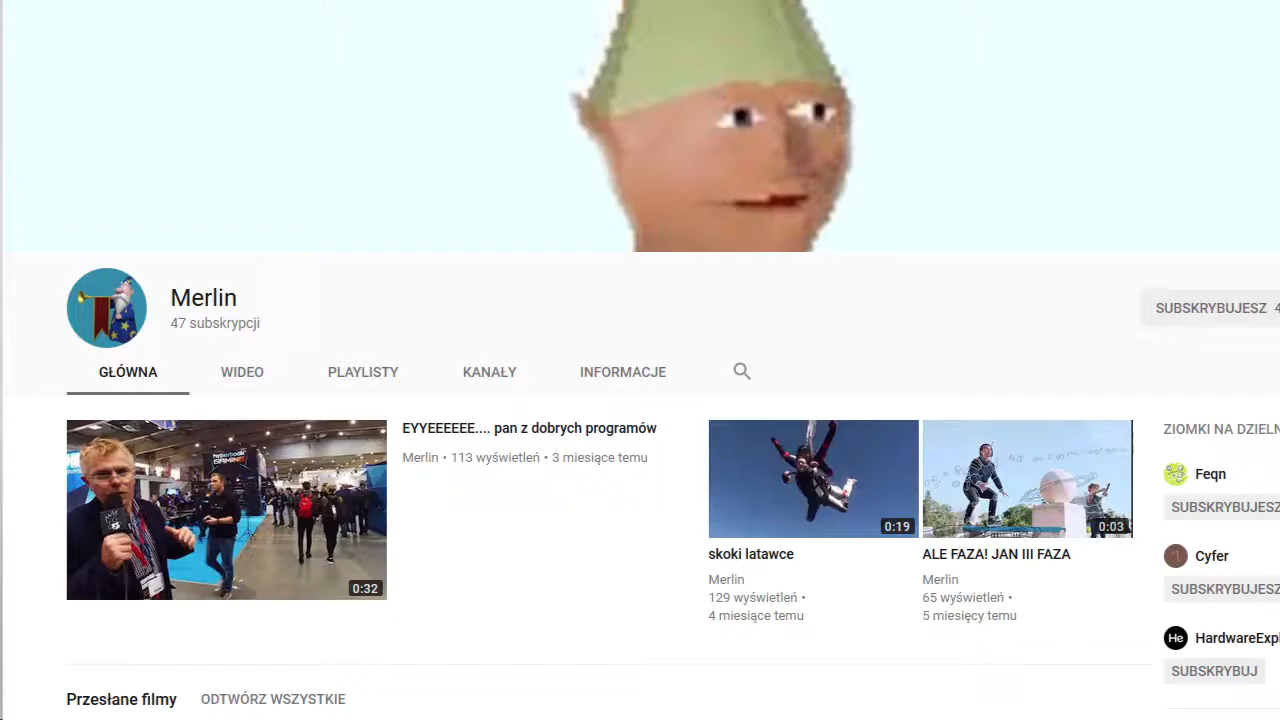 Merlin
47 subskrypcji
SUBSKRYBUJESZ 4
GŁÓWNA
WIDEO
PLAYLISTY
KANAŁY
INFORMACJE
0:32
EYYEEEEEE.... pan z dobrych programów
Merlin • 113 wyświetleń • 3 miesiące temu
0:19
skoki latawce
Merlin
129 wyświetleń •
4 miesiące temu
0:03
ALE FAZA! JAN III FAZA
Merlin
65 wyświetleń •
5 miesięcy temu
ZIOMKI NA DZIELN
Feqn
SUBSKRYBUJESZ
Cyfer
SUBSKRYBUJESZ
He
HardwareExpl
SUBSKRYBUJ
Przesłane filmy
ODTWÓRZ WSZYSTKIE